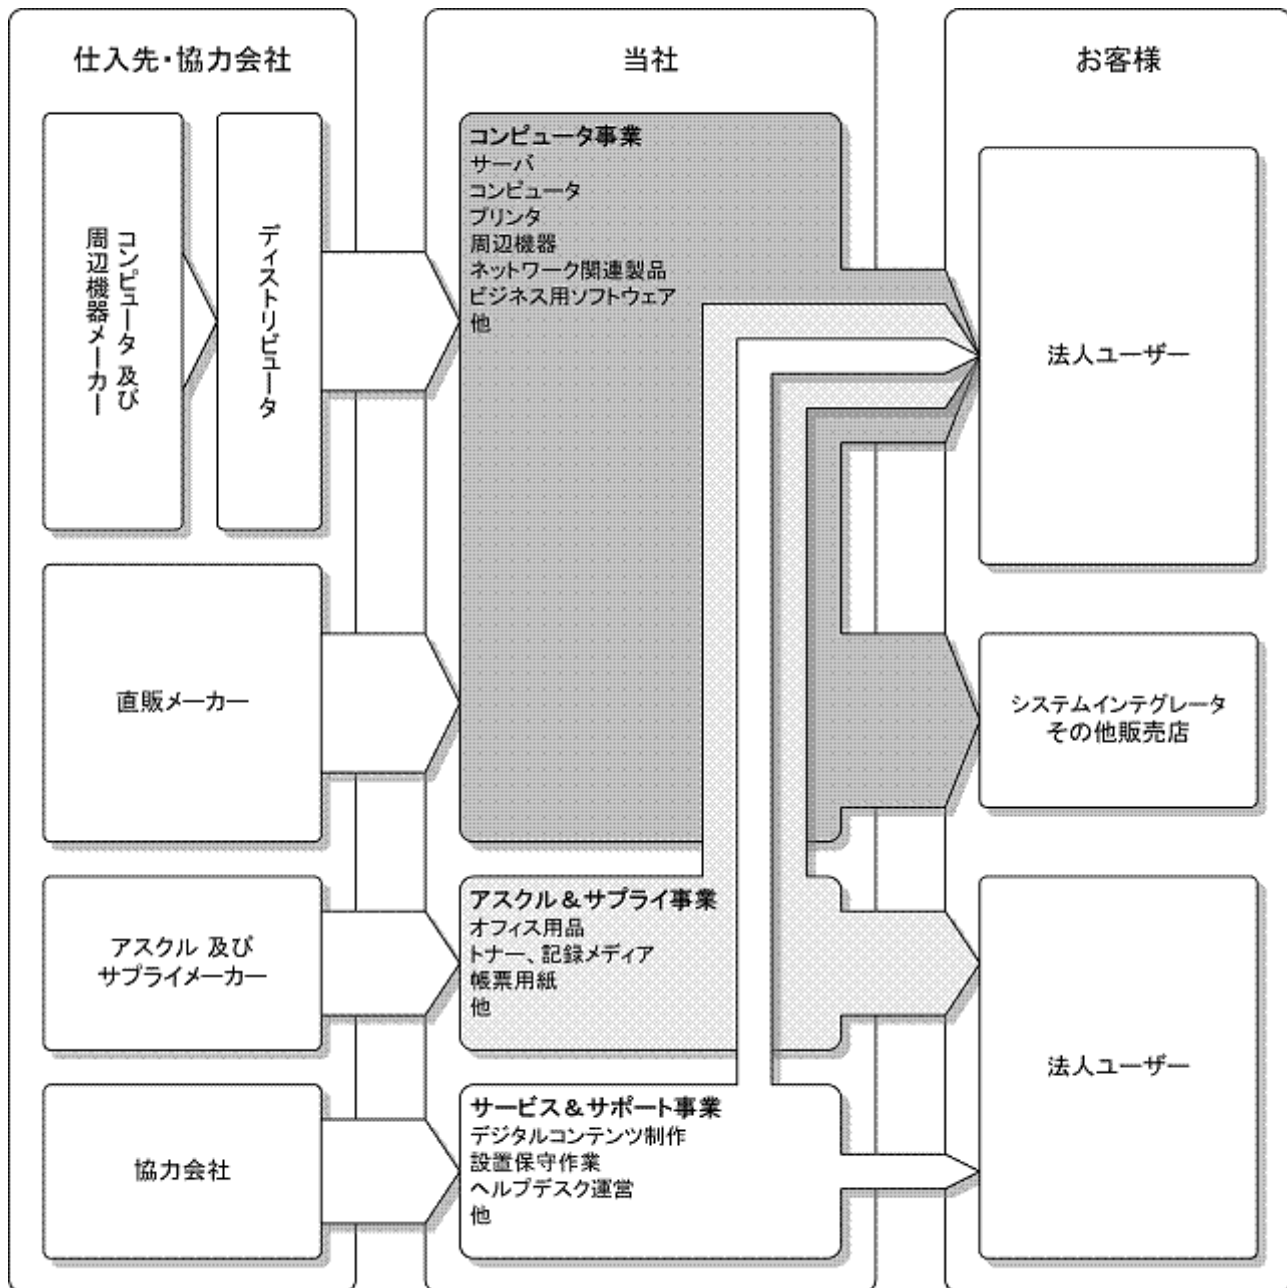 仕入先・協力会社
当社
お客様
コンピュータ 及び
周辺機器メーカー
ディストリビュータ
直販メーカー
アスクル 及び
サプライメーカー
協力会社
コンピュータ事業
サーバ
コンピュータ
プリンタ
周辺機器
ネットワーク関連製品
ビジネス用ソフトウェア
他
アスクル＆サプライ事業
オフィス用品
トナー、記録メディア
帳票用紙
他
サービス＆サポート事業
デジタルコンテンツ制作
設置保守作業
ヘルプデスク運営
他
法人ユーザー
システムインテグレータ
その他販売店
法人ユーザー